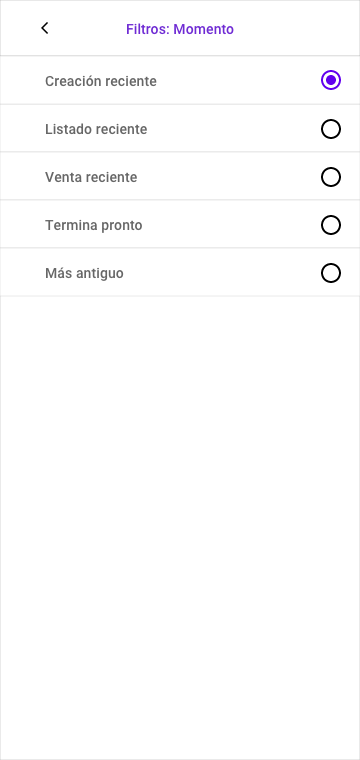 Filtros: Momento
Creación reciente
Listado reciente
Venta reciente
Termina pronto
Más antiguo